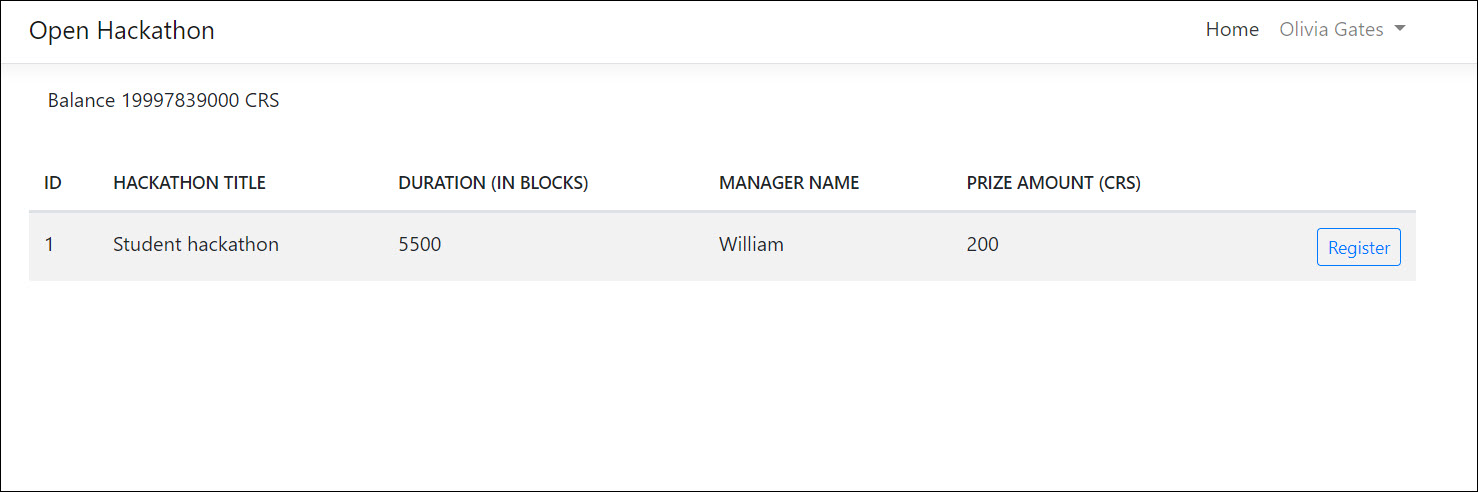 Open Hackathon Home Olivia Gates
Balance 19997839000 CRS
ID HACKATHON TITLE DURATION (IN BLOCKS) MANAGER NAME PRIZE AMOUNT (CRS)
1 Student hackathon 5500 William 200 Register